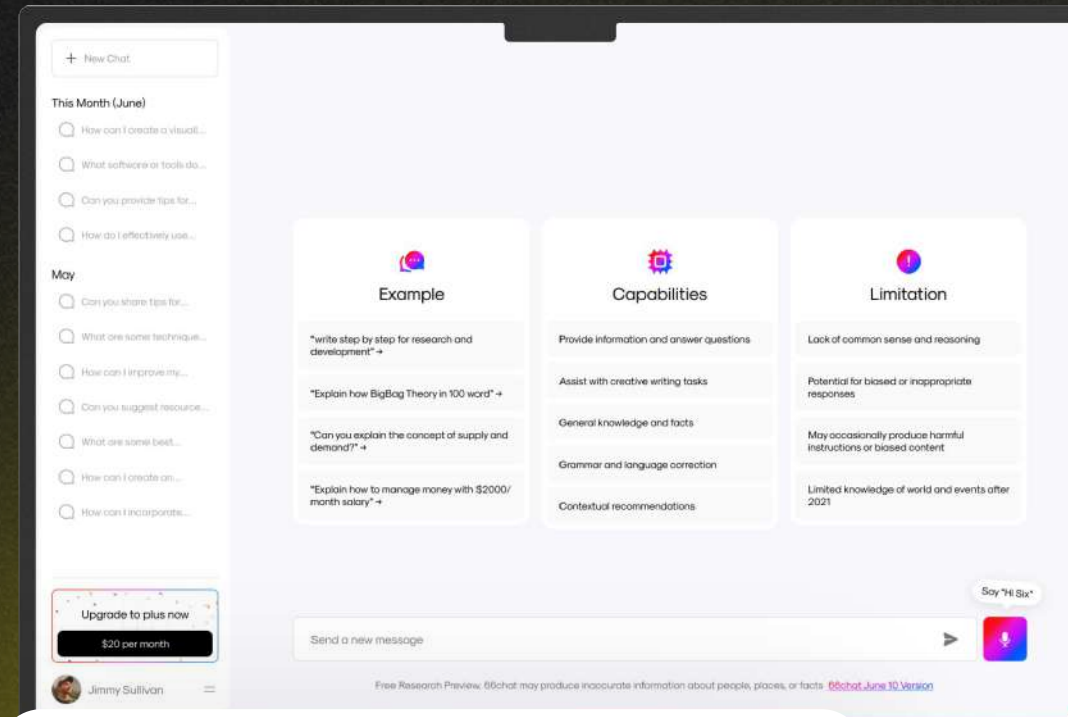 New Chat
This Month (June)
How can I create a visuall...
What software or tools do...
Can you provide tips for...
How do I effectively use...
May
Can you share tips for...
What are some technique...
How can I improve my...
Can you suggest resource...
What are some best...
How can I create an...
How can I incorporate...
Upgrade to plus now
$20 per month
Jimmy Sullivan
Example
"write step by step for research and
development" →
"Explain how BigBag Theory in 100 word" →
"Can you explain the concept of supply and
demand?" →
"Explain how to manage money with $2000/
month salary" →
Capabilities
Provide information and answer questions
Assist with creative writing tasks
General knowledge and facts
Grammar and language correction
Contextual recommendations
Limitation
Lack of common sense and reasoning
Potential for biased or inappropriate
responses
May occasionally produce harmful
instructions or biased content
Limited knowledge of world and events after
2021
Say "Hi Six"
Send a new message
Free Research Preview. 66chat may produce inaccurate information about people, places, or facts 66chat June 10 Version